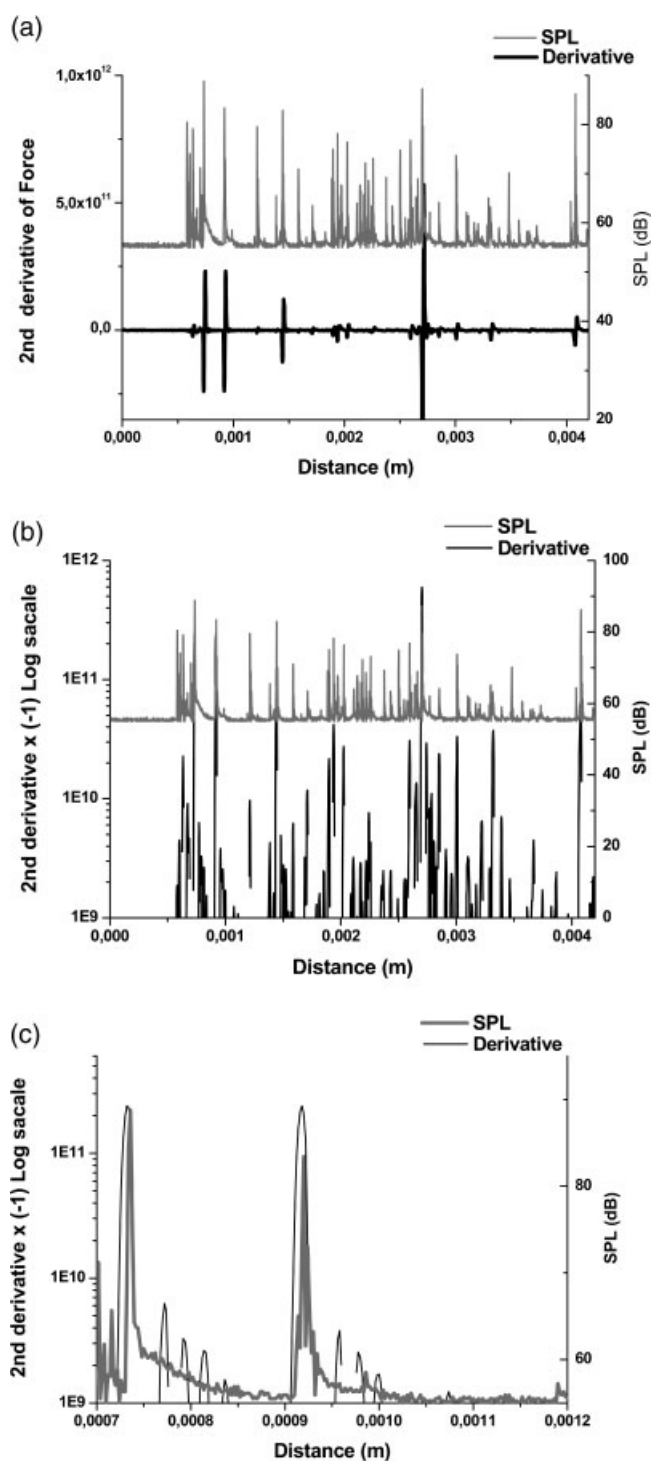 (a)
SPL
Derivative
1,0x10^12
5,0x10^11
0,0
80
60
40
20
2nd derivative of Force
SPL (dB)
0,000 0,001 0,002 0,003 0,004
Distance (m)
(b)
SPL
Derivative
1E12
1E11
1E10
1E9
100
80
60
40
20
0
2nd derivative x (-1) Log sacale
SPL (dB)
0,000 0,001 0,002 0,003 0,004
Distance (m)
(c)
SPL
Derivative
1E11
1E10
1E9
80
60
2nd derivative x (-1) Log sacale
SPL (dB)
0,0007 0,0008 0,0009 0,0010 0,0011 0,0012
Distance (m)